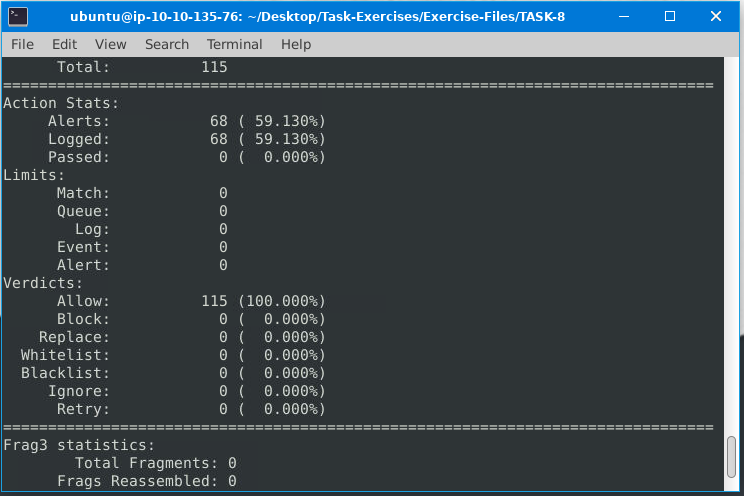 ubuntu@ip-10-10-135-76: ~/Desktop/Task-Exercises/Exercise-Files/TASK-8
File Edit View Search Terminal Help
Total: 115
===============================================================================
Action Stats:
Alerts: 68 ( 59.130%)
Logged: 68 ( 59.130%)
Passed: 0 ( 0.000%)
Limits:
Match: 0
Queue: 0
Log: 0
Event: 0
Alert: 0
Verdicts:
Allow: 115 (100.000%)
Block: 0 ( 0.000%)
Replace: 0 ( 0.000%)
Whitelist: 0 ( 0.000%)
Blacklist: 0 ( 0.000%)
Ignore: 0 ( 0.000%)
Retry: 0 ( 0.000%)
===============================================================================
Frag3 statistics:
Total Fragments: 0
Frags Reassembled: 0